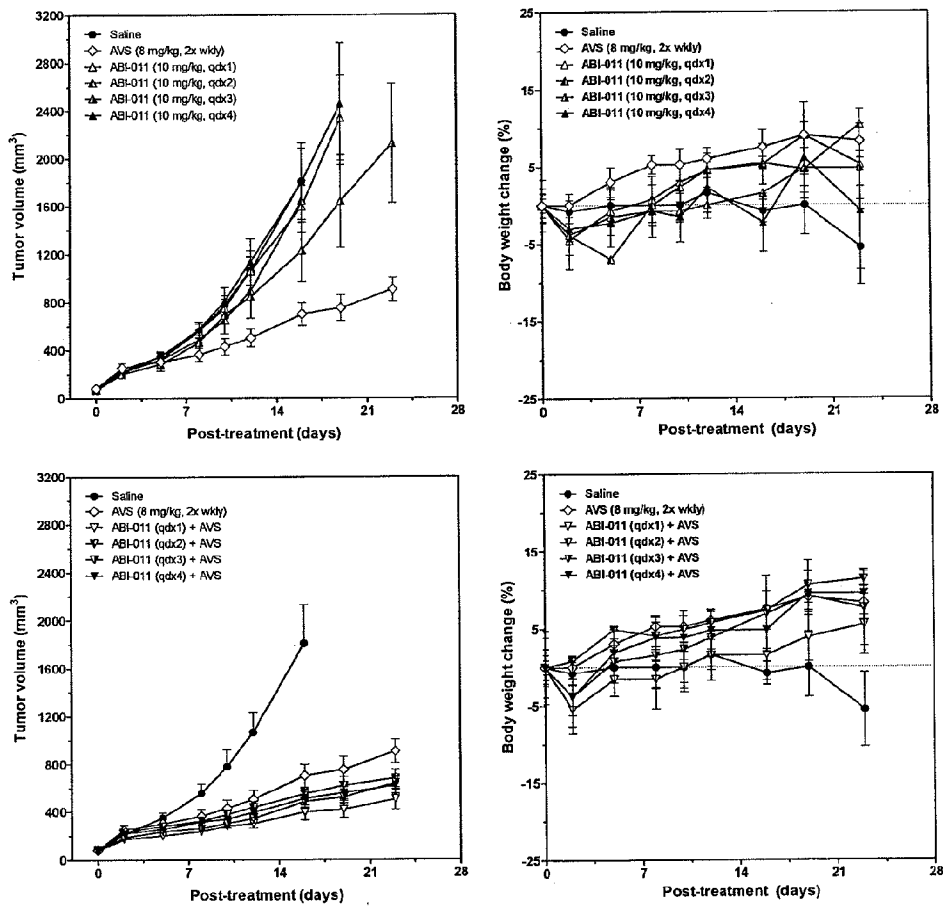 3200
2800
2400
2000
1600
1200
800
400
0
Tumor volume (mm³)
Saline
AVS (8 mg/kg, 2x wkly)
ABI-011 (10 mg/kg, qdx1)
ABI-011 (10 mg/kg, qdx2)
ABI-011 (10 mg/kg, qdx3)
ABI-011 (10 mg/kg, qdx4)
0
7
14
21
28
Post-treatment (days)
25
15
5
-5
-15
-25
Body weight change (%)
Saline
AVS (8 mg/kg, 2x wkly)
ABI-011 (10 mg/kg, qdx1)
ABI-011 (10 mg/kg, qdx2)
ABI-011 (10 mg/kg, qdx3)
ABI-011 (10 mg/kg, qdx4)
0
7
14
21
28
Post-treatment (days)
3200
2800
2400
2000
1600
1200
800
400
0
Tumor volume (mm³)
Saline
AVS (8 mg/kg, 2x wkly)
ABI-011 (qdx1) + AVS
ABI-011 (qdx2) + AVS
ABI-011 (qdx3) + AVS
ABI-011 (qdx4) + AVS
0
7
14
21
28
Post-treatment (days)
25
15
5
-5
-15
-25
Body weight change (%)
Saline
AVS (8 mg/kg, 2x wkly)
ABI-011 (qdx1) + AVS
ABI-011 (qdx2) + AVS
ABI-011 (qdx3) + AVS
ABI-011 (qdx4) + AVS
0
7
14
21
28
Post-treatment (days)